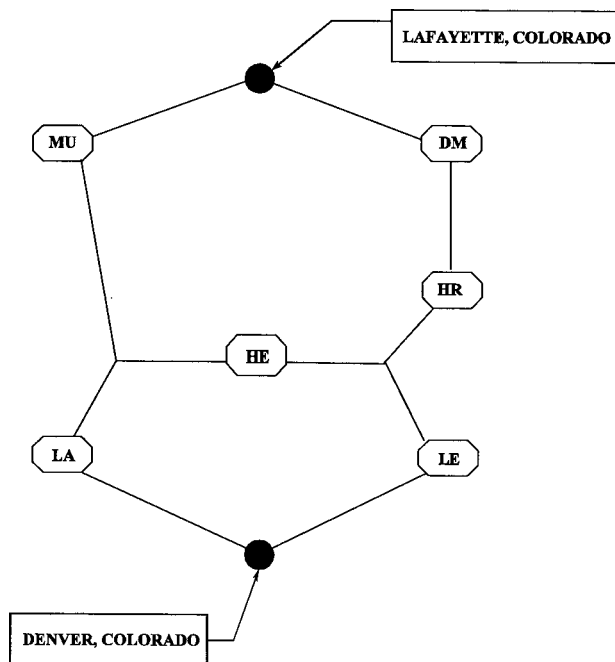 LAFAYETTE, COLORADO
MU
DM
HR
HE
LA
LE
DENVER, COLORADO